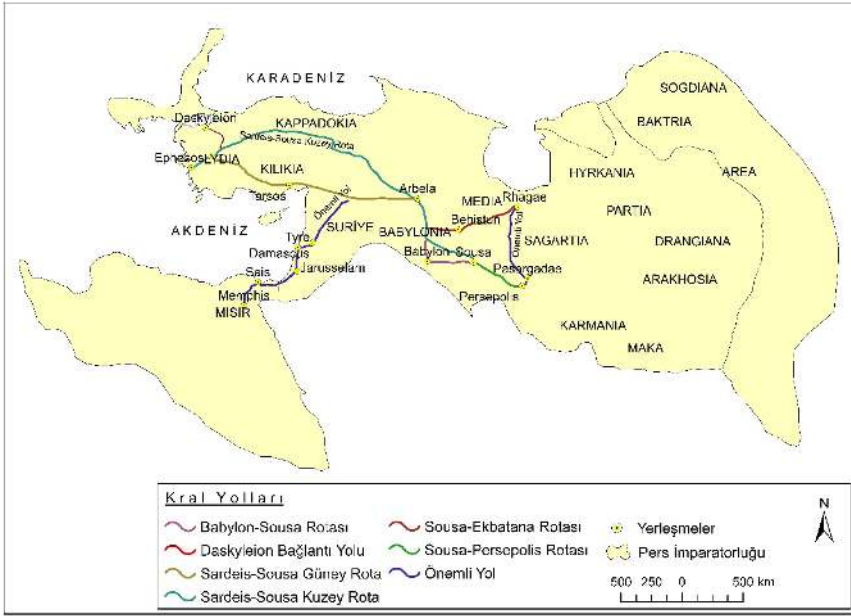 KARADENİZ
SOGDIANA
BAKTRIA
Daskyleion
KAPPADOKIA
Sardeis-Sousa Kuzey Rota
Ephesos
LYDIA
KILIKIA
HYRKANIA
AREA
Tarsos
Önemli Yol
Arbela
MEDIA
Rhagae
PARTIA
AKDENİZ
SURİYE
Behistun
BABYLONIA
Önemli Yol
SAGARTIA
DRANGIANA
Tyre
Damascus
Babylon
Sousa
Sais
Jarusselam
Pasargadae
ARAKHOSIA
Memphis
Persepolis
MISIR
KARMANIA
MAKA
Kral Yolları
Babylon-Sousa Rotası
Daskyleion Bağlantı Yolu
Sardeis-Sousa Güney Rota
Sardeis-Sousa Kuzey Rota
Sousa-Ekbatana Rotası
Sousa-Persepolis Rotası
Önemli Yol
Yerleşmeler
Pers İmparatorluğu
N
500 250 0 500 km